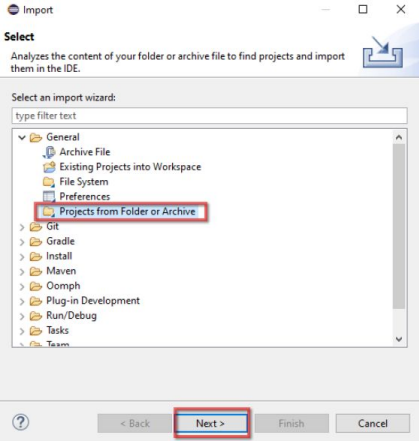 Import
Select
Analyzes the content of your folder or archive file to find projects and import
them in the IDE.
Select an import wizard:
type filter text
General
Archive File
Existing Projects into Workspace
File System
Preferences
Projects from Folder or Archive
Git
Gradle
Install
Maven
Oomph
Plug-in Development
Run/Debug
Tasks
Team
? < Back Next > Finish Cancel